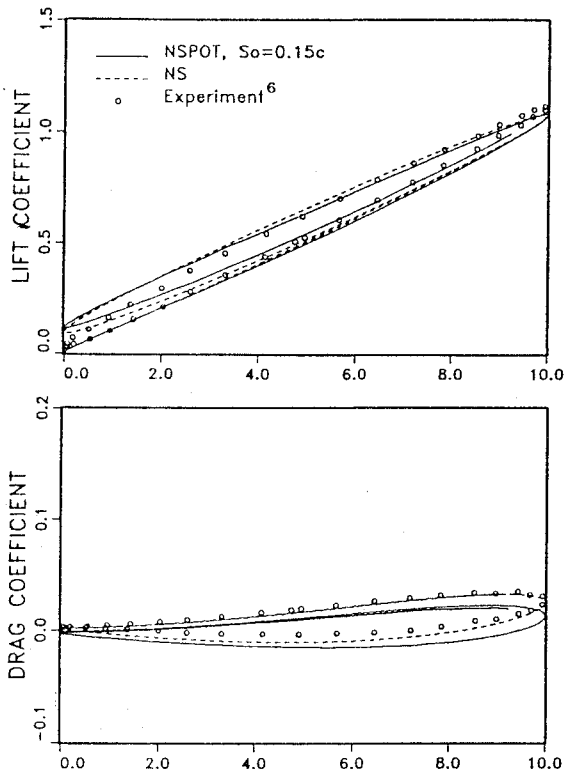 1.5
NSPOT, So=0.15c
NS
Experiment6
1.0
LIFT COEFFICIENT
0.5
0.0
0.0 2.0 4.0 6.0 8.0 10.0
0.2
0.1
DRAG COEFFICIENT
0.0
-0.1
0.0 2.0 4.0 6.0 8.0 10.0